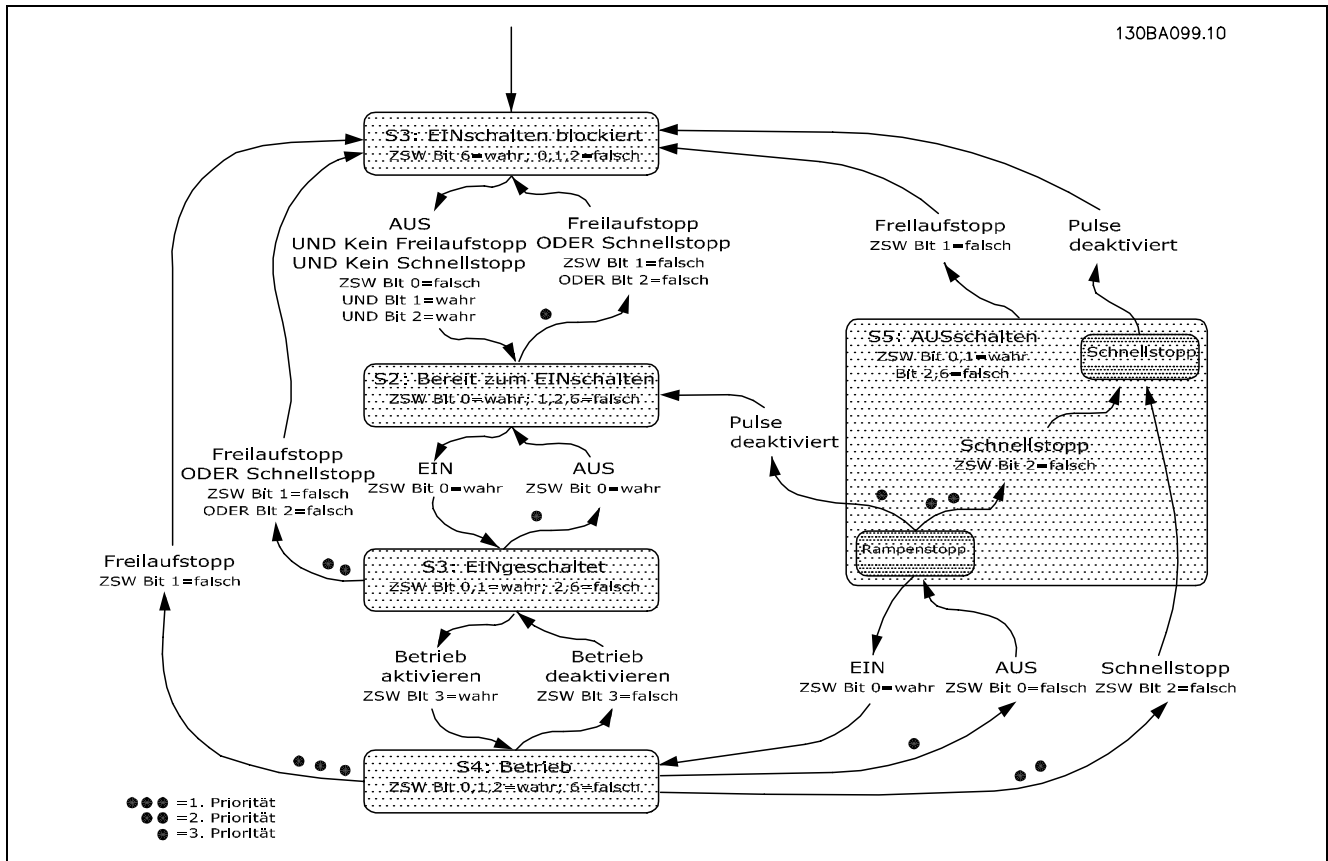 130BA099.10
S3: EINschalten blockiert
ZSW Bit 6=wahr; 0,1,2=falsch
AUS
UND Kein Freilaufstopp
UND Kein Schnellstopp
ZSW Bit 0=falsch
UND Bit 1=wahr
UND Bit 2=wahr
Freilaufstopp
ODER Schnellstopp
ZSW Bit 1=falsch
ODER Bit 2=falsch
Freilaufstopp
ZSW Bit 1=falsch
Pulse
deaktiviert
S5: AUSschalten
ZSW Bit 0,1=wahr
Bit 2,6=falsch
Schnellstopp
S2: Bereit zum EINschalten
ZSW Bit 0=wahr; 1,2,6=falsch
Pulse
deaktiviert
Schnellstopp
ZSW Bit 2=falsch
Freilaufstopp
ODER Schnellstopp
ZSW Bit 1=falsch
ODER Bit 2=falsch
EIN
ZSW Bit 0=wahr
AUS
ZSW Bit 0=wahr
Rampenstopp
Freilaufstopp
ZSW Bit 1=falsch
S3: EINgeschaltet
ZSW Bit 0,1=wahr; 2,6=falsch
Betrieb
aktivieren
ZSW Bit 3=wahr
Betrieb
deaktivieren
ZSW Bit 3=falsch
EIN
ZSW Bit 0=wahr
AUS
ZSW Bit 0=falsch
Schnellstopp
ZSW Bit 2=falsch
S4: Betrieb
ZSW Bit 0,1,2=wahr; 6=falsch
=1. Priorität
=2. Priorität
=3. Priorität